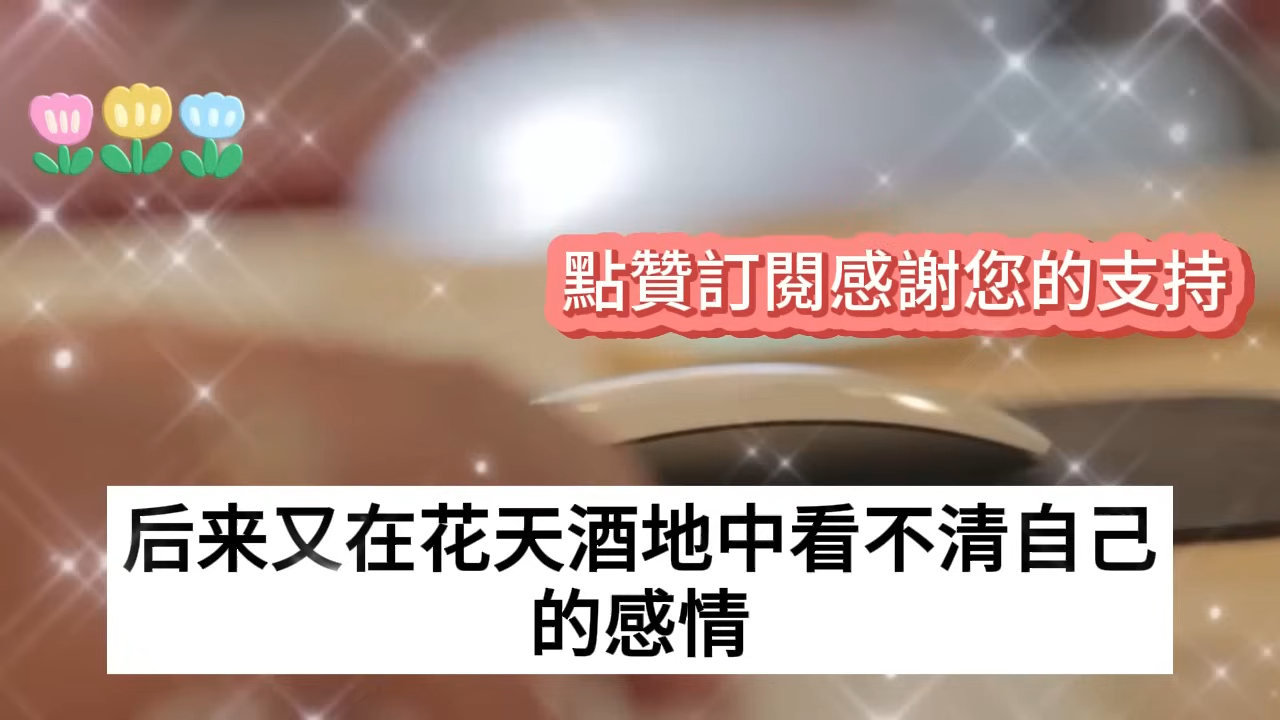 點贊訂閱感謝您的支持
后来又在花天酒地中看不清自己
的感情